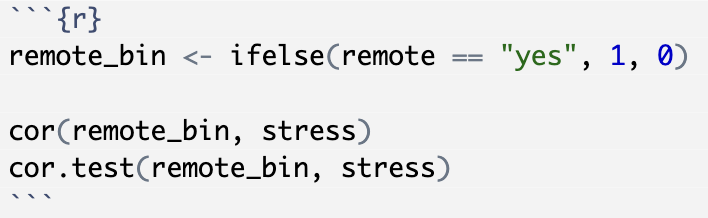 ```{r}
remote_bin <- ifelse(remote == "yes", 1, 0)

cor(remote_bin, stress)
cor.test(remote_bin, stress)
```